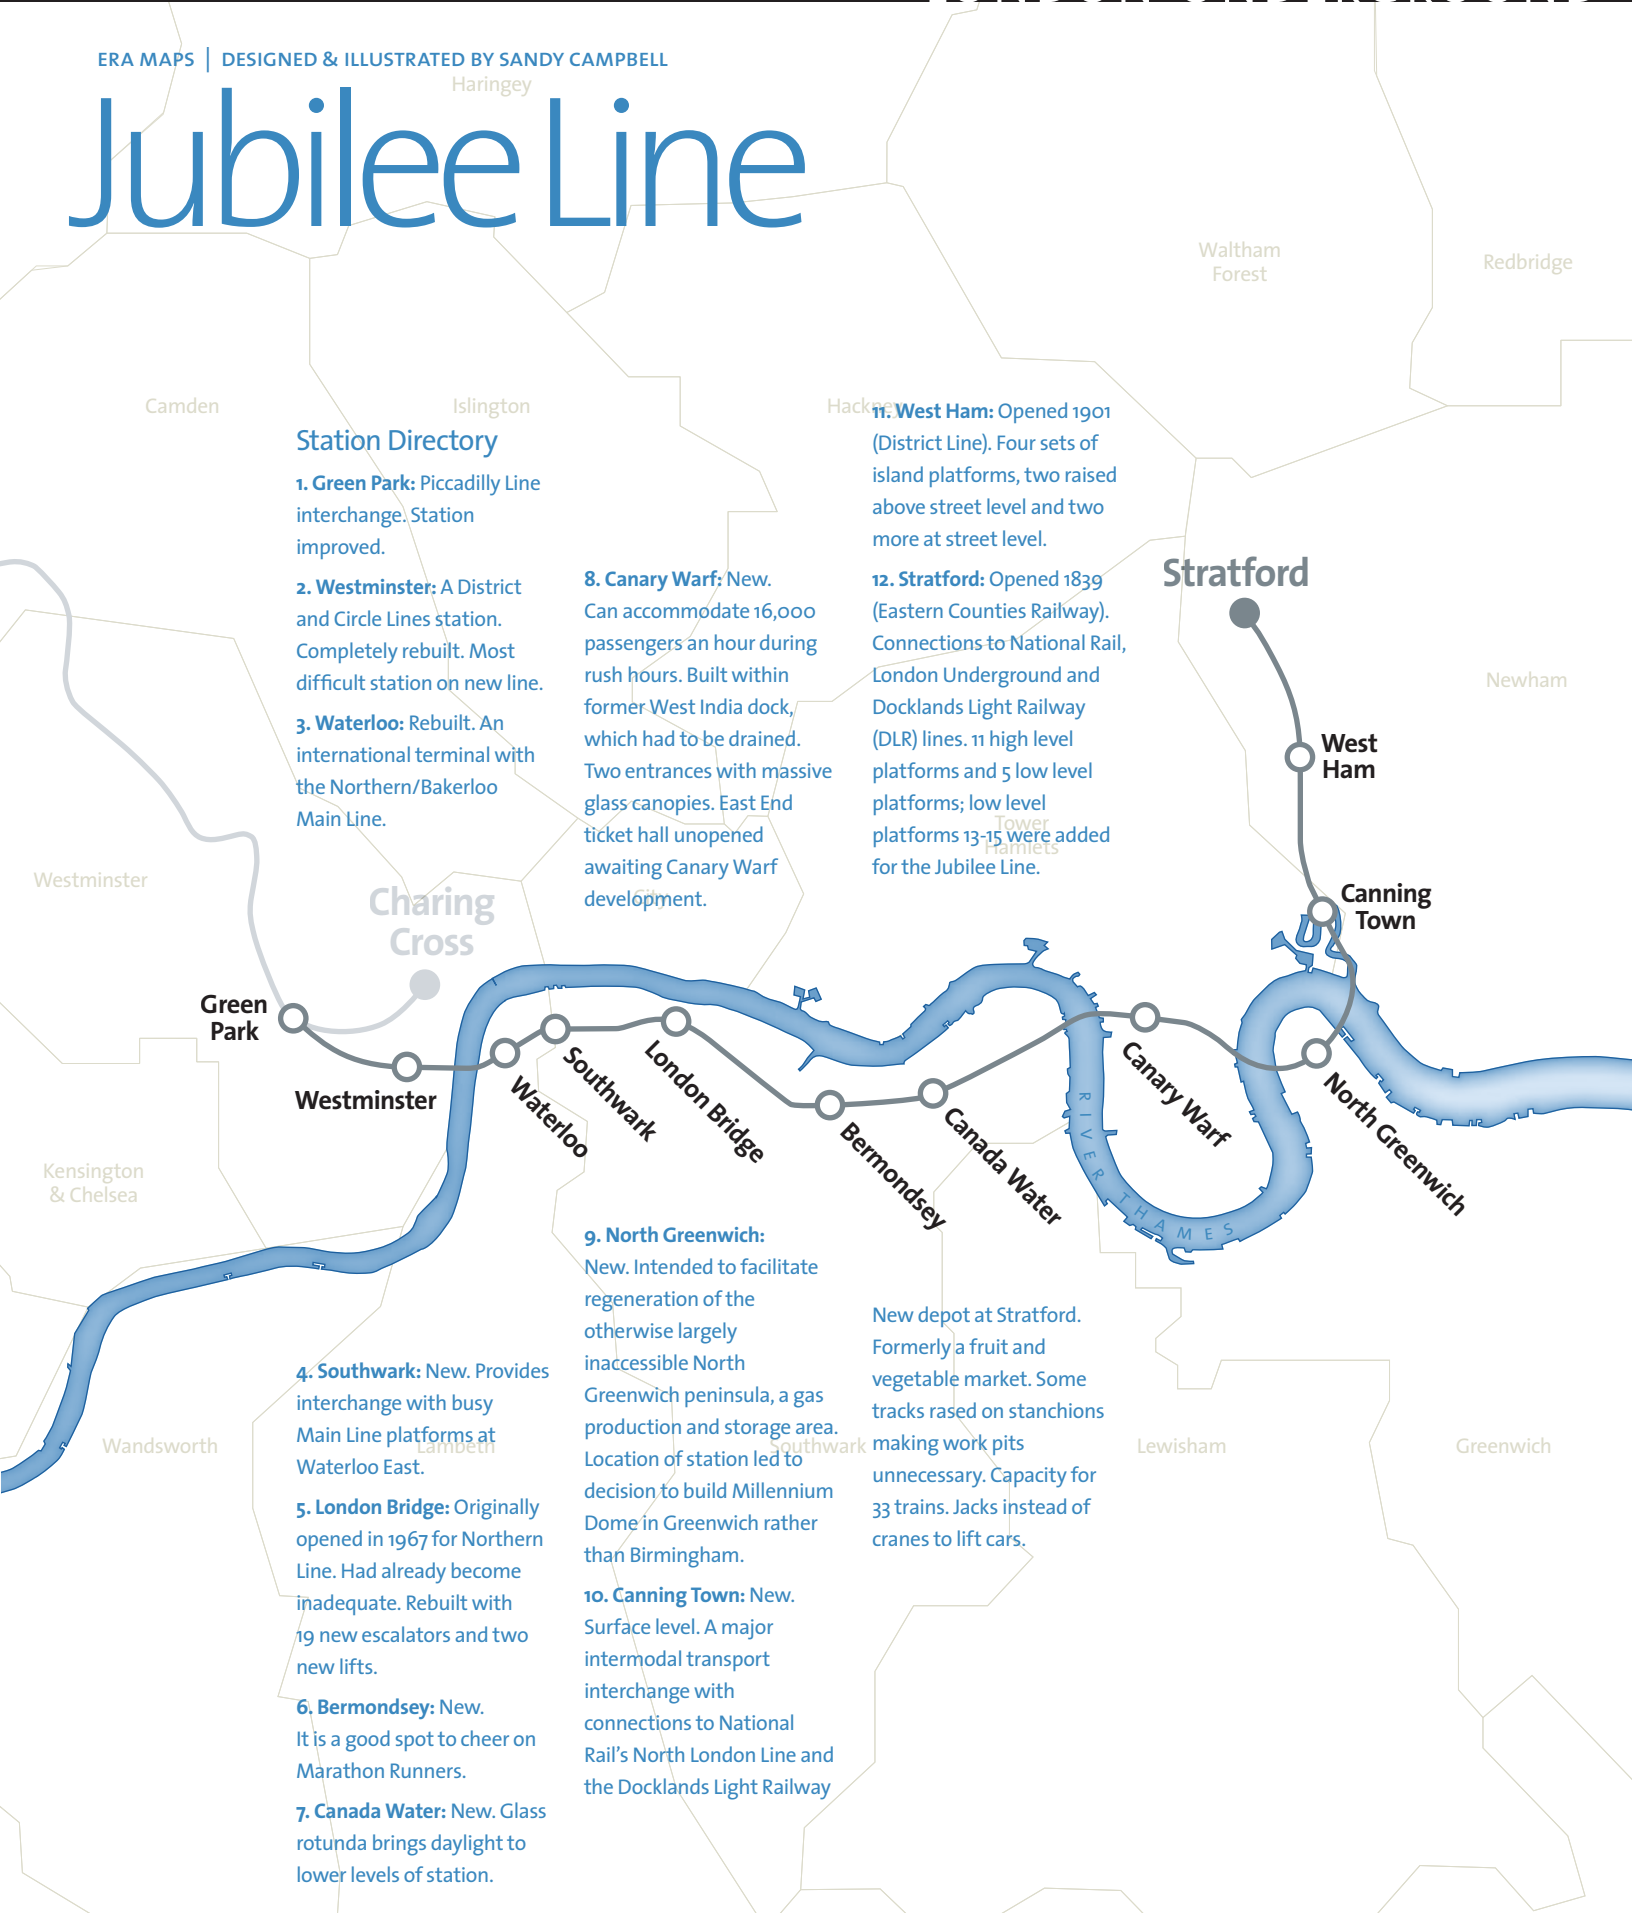 ERA MAPS | DESIGNED & ILLUSTRATED BY SANDY CAMPBELL
Jubilee Line
Haringey
Waltham
Forest
Redbridge
Camden
Islington
Hackney
Newham
Westminster
Tower
Hamlets
City
Kensington
& Chelsea
Wandsworth
Lambeth
Southwark
Lewisham
Greenwich
Station Directory
1. Green Park: Piccadilly Line
interchange. Station
improved.
2. Westminster: A District
and Circle Lines station.
Completely rebuilt. Most
difficult station on new line.
3. Waterloo: Rebuilt. An
international terminal with
the Northern/Bakerloo
Main Line.
4. Southwark: New. Provides
interchange with busy
Main Line platforms at
Waterloo East.
5. London Bridge: Originally
opened in 1967 for Northern
Line. Had already become
inadequate. Rebuilt with
19 new escalators and two
new lifts.
6. Bermondsey: New.
It is a good spot to cheer on
Marathon Runners.
7. Canada Water: New. Glass
rotunda brings daylight to
lower levels of station.
8. Canary Warf: New.
Can accommodate 16,000
passengers an hour during
rush hours. Built within
former West India dock,
which had to be drained.
Two entrances with massive
glass canopies. East End
ticket hall unopened
awaiting Canary Warf
development.
9. North Greenwich:
New. Intended to facilitate
regeneration of the
otherwise largely
inaccessible North
Greenwich peninsula, a gas
production and storage area.
Location of station led to
decision to build Millennium
Dome in Greenwich rather
than Birmingham.
10. Canning Town: New.
Surface level. A major
intermodal transport
interchange with
connections to National
Rail's North London Line and
the Docklands Light Railway
11. West Ham: Opened 1901
(District Line). Four sets of
island platforms, two raised
above street level and two
more at street level.
12. Stratford: Opened 1839
(Eastern Counties Railway).
Connections to National Rail,
London Underground and
Docklands Light Railway
(DLR) lines. 11 high level
platforms and 5 low level
platforms; low level
platforms 13-15 were added
for the Jubilee Line.
New depot at Stratford.
Formerly a fruit and
vegetable market. Some
tracks rased on stanchions
making work pits
unnecessary. Capacity for
33 trains. Jacks instead of
cranes to lift cars.
Charing
Cross
Green
Park
Westminster
Waterloo
Southwark
London Bridge
Bermondsey
Canada Water
Canary Warf
North Greenwich
Canning
Town
West
Ham
Stratford
RIVER THAMES